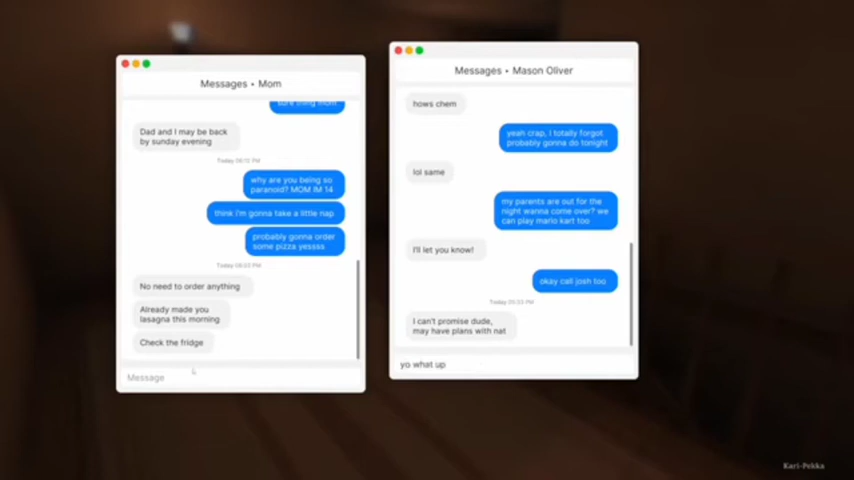 Messages • Mom
sure thing mom
Dad and I may be back
by sunday evening
why are you being so
paranoid? MOM IM 14
think i'm gonna take a little nap
probably gonna order
some pizza yessss
No need to order anything
Already made you
lasagna this morning
Check the fridge
Message
Messages • Mason Oliver
hows chem
yeah crap, I totally forgot
probably gonna do tonight
lol same
my parents are out for the
night wanna come over? we
can play mario kart too
I'll let you know!
okay call josh too
I can't promise dude,
may have plans with nat
yo what up
Kari-Pekka